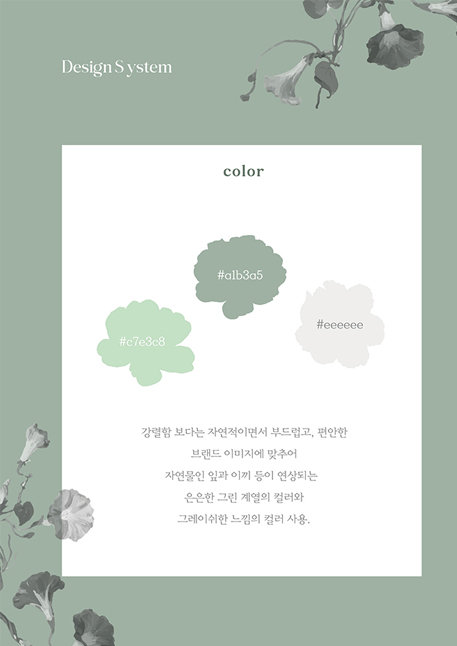 Design System
color
#a1b3a5
#eeeeee
#c7e3c8
강렬함 보다는 자연적이면서 부드럽고, 편안한
브랜드 이미지에 맞추어
자연물인 잎과 이끼 등이 연상되는
은은한 그린 계열의 컬러와
그레이쉬한 느낌의 컬러 사용.